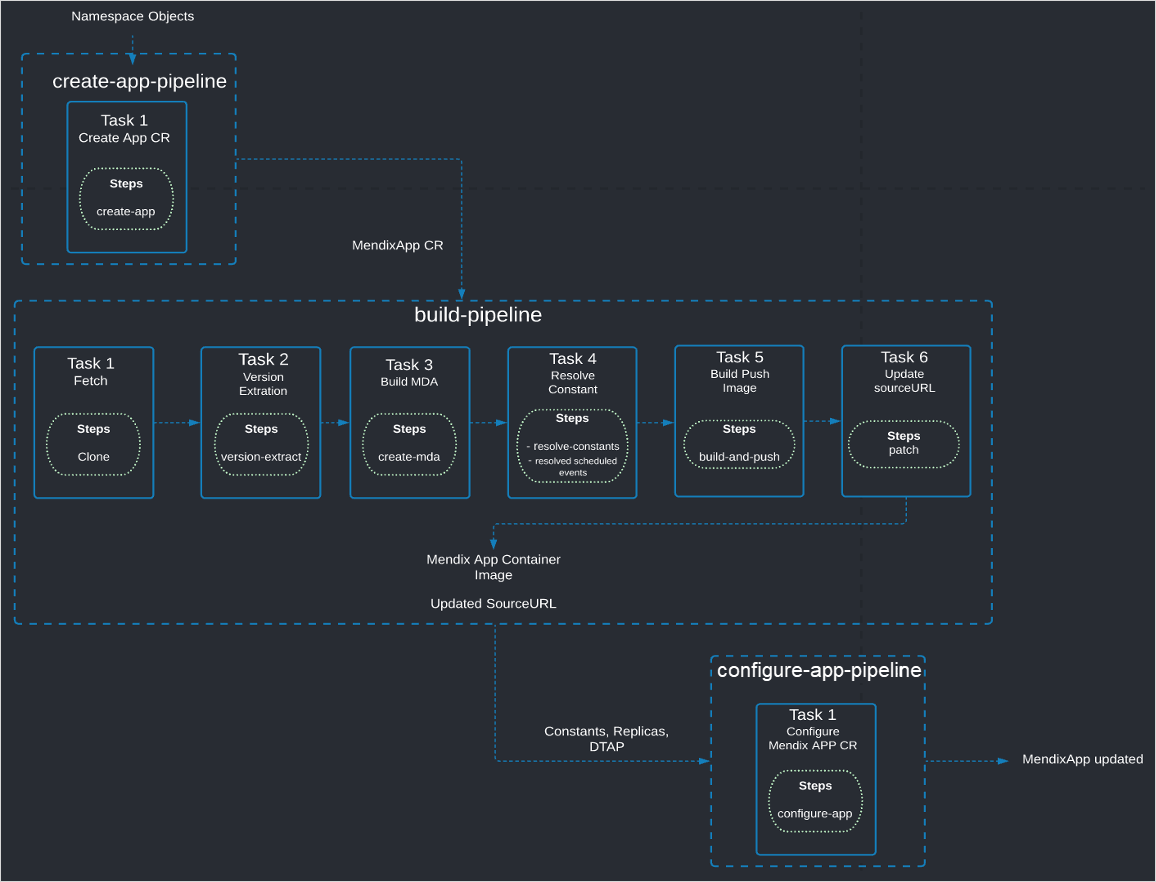 Namespace Objects
create-app-pipeline
Task 1
Create App CR
Steps
create-app
MendixApp CR
build-pipeline
Task 1
Fetch
Steps
Clone
Task 2
Version
Extration
Steps
version-extract
Task 3
Build MDA
Steps
create-mda
Task 4
Resolve
Constant
Steps
- resolve-constants
- resolved scheduled
events
Task 5
Build Push
Image
Steps
build-and-push
Task 6
Update
sourceURL
Steps
patch
Mendix App Container
Image
Updated SourceURL
Constants, Replicas,
DTAP
configure-app-pipeline
Task 1
Configure
Mendix APP CR
Steps
configure-app
MendixApp updated